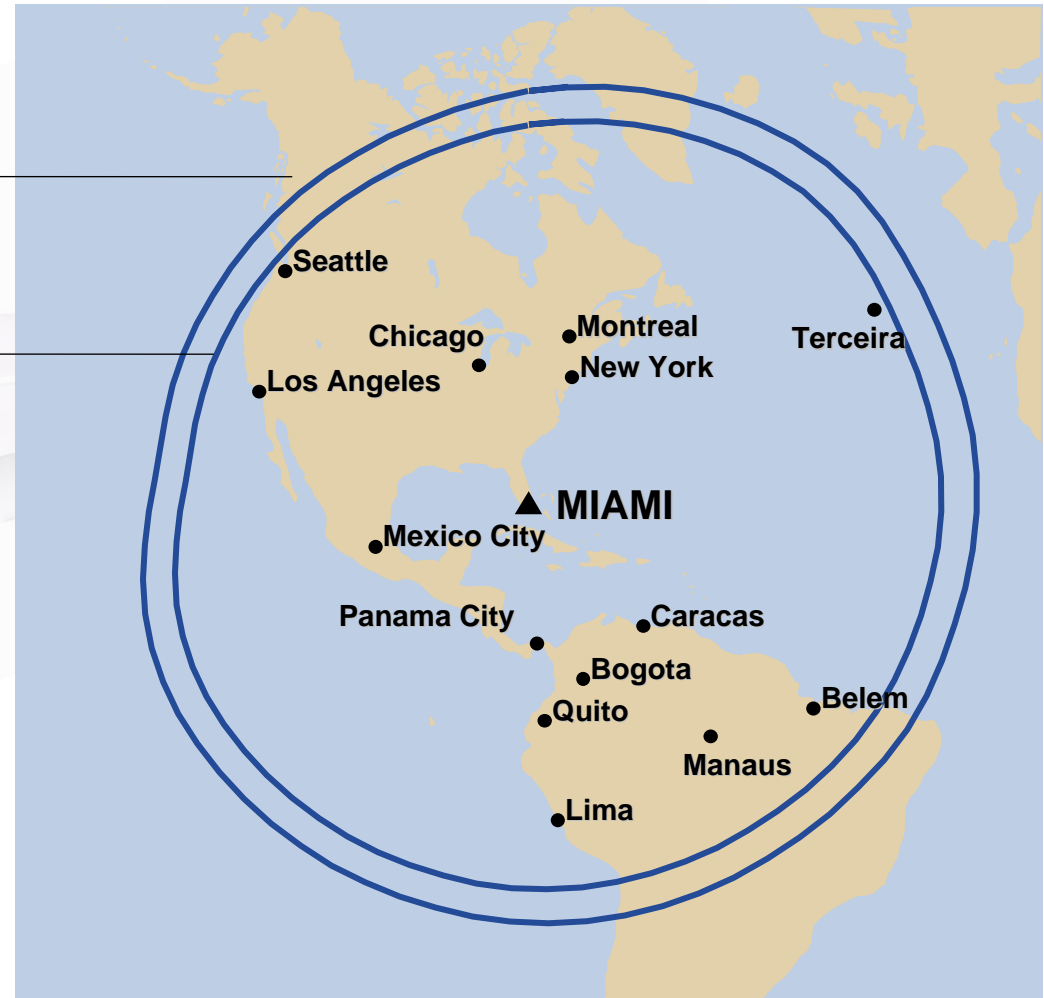 Seattle
Montreal
Chicago
Terceira
New York
Los Angeles
MIAMI
Mexico City
Panama City
Caracas
Bogota
Belem
Quito
Manaus
Lima